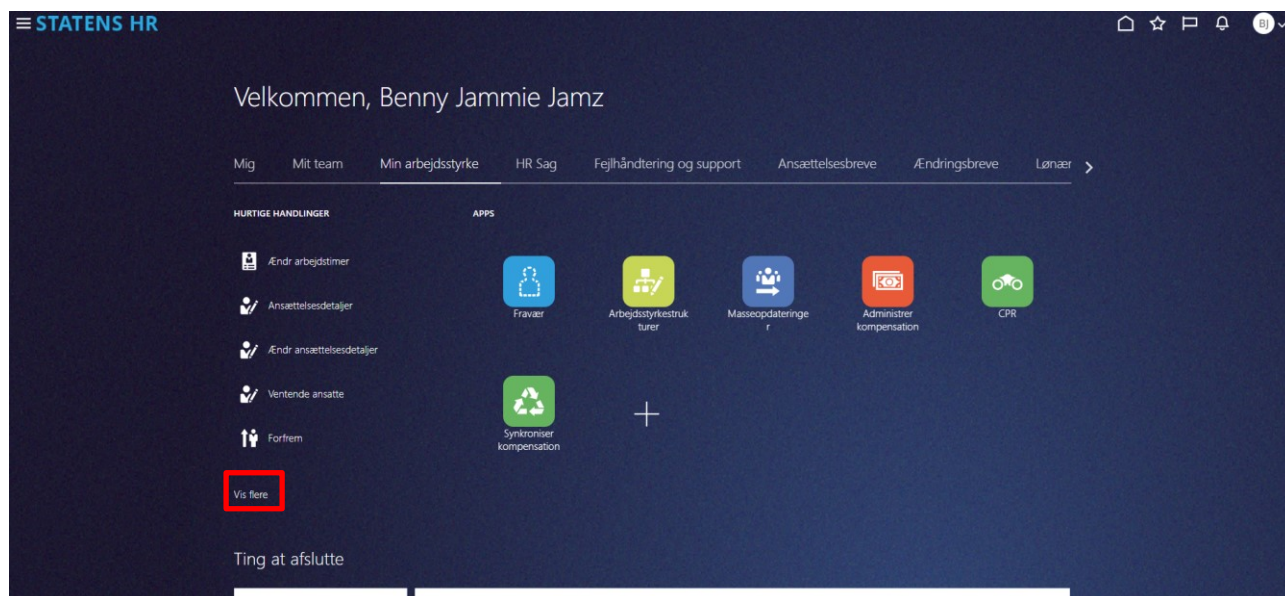 STATENS HR
BJ
Velkommen, Benny Jammie Jamz
Mig Mit team Min arbejdsstyrke HR Sag Fejlhåndtering og support Ansættelsesbreve Ændringsbreve Lønær
HURTIGE HANDLINGER
Ændr arbejdstimer
Ansættelsesdetaljer
Ændr ansættelsesdetaljer
Ventende ansatte
Forfrem
Vis flere
APPS
Fravær
Arbejdsstyrkestruk
turer
Masseopdateringe
r
Administrer
kompensation
CPR
Synkroniser
kompensation
Ting at afslutte